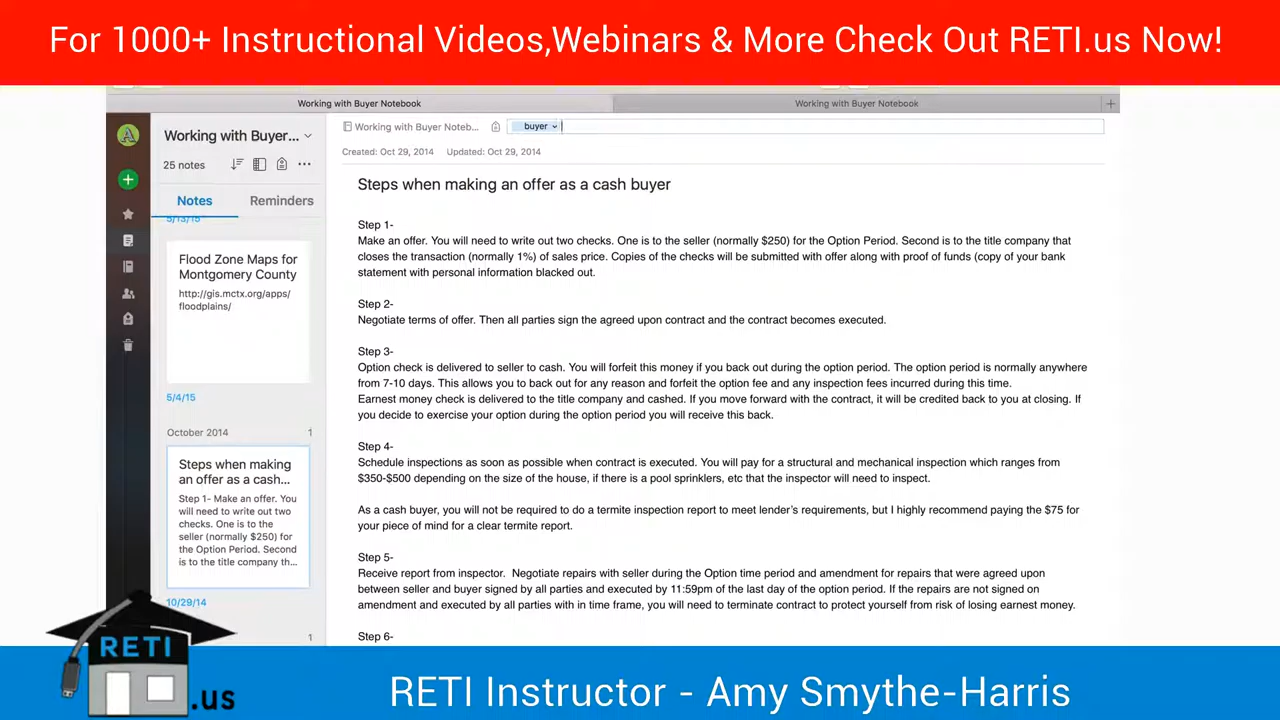 For 1000+ Instructional Videos,Webinars & More Check Out RETI.us Now!
Working with Buyer Notebook
Working with Buyer Notebook
Working with Buyer...
25 notes
Notes
Reminders
5/13/15
Flood Zone Maps for
Montgomery County
http://gis.mctx.org/apps/
floodplains/
5/4/15
October 2014
1
Steps when making
an offer as a cash...
Step 1- Make an offer. You
will need to write out two
checks. One is to the
seller (normally $250) for
the Option Period. Second
is to the title company th...
10/29/14
1
Working with Buyer Noteb...
buyer
Created: Oct 29, 2014 Updated: Oct 29, 2014
Steps when making an offer as a cash buyer
Step 1-
Make an offer. You will need to write out two checks. One is to the seller (normally $250) for the Option Period. Second is to the title company that
closes the transaction (normally 1%) of sales price. Copies of the checks will be submitted with offer along with proof of funds (copy of your bank
statement with personal information blacked out.
Step 2-
Negotiate terms of offer. Then all parties sign the agreed upon contract and the contract becomes executed.
Step 3-
Option check is delivered to seller to cash. You will forfeit this money if you back out during the option period. The option period is normally anywhere
from 7-10 days. This allows you to back out for any reason and forfeit the option fee and any inspection fees incurred during this time.
Earnest money check is delivered to the title company and cashed. If you move forward with the contract, it will be credited back to you at closing. If
you decide to exercise your option during the option period you will receive this back.
Step 4-
Schedule inspections as soon as possible when contract is executed. You will pay for a structural and mechanical inspection which ranges from
$350-$500 depending on the size of the house, if there is a pool sprinklers, etc that the inspector will need to inspect.
As a cash buyer, you will not be required to do a termite inspection report to meet lender's requirements, but I highly recommend paying the $75 for
your piece of mind for a clear termite report.
Step 5-
Receive report from inspector. Negotiate repairs with seller during the Option time period and amendment for repairs that were agreed upon
between seller and buyer signed by all parties and executed by 11:59pm of the last day of the option period. If the repairs are not signed on
amendment and executed by all parties with in time frame, you will need to terminate contract to protect yourself from risk of losing earnest money.
Step 6-
RETI
.us
RETI Instructor - Amy Smythe-Harris